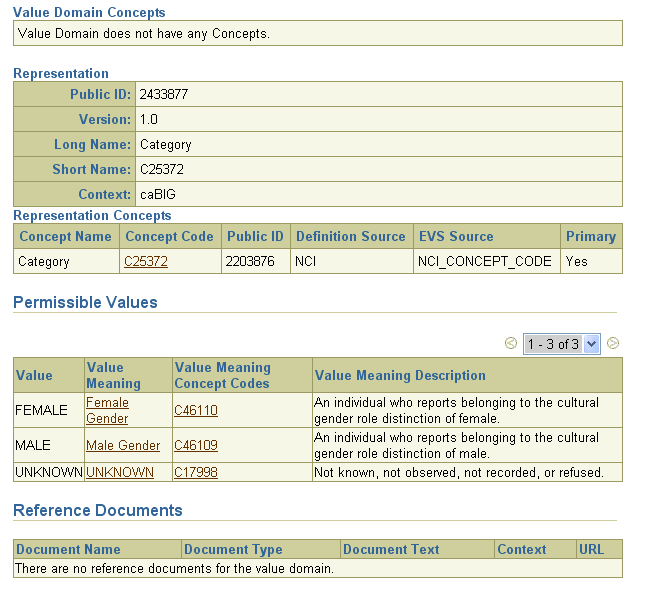 Value Domain Concepts
Value Domain does not have any Concepts.
Representation
Public ID: 2433877
Version: 1.0
Long Name: Category
Short Name: C25372
Context: caBIG
Representation Concepts
Concept Name Concept Code Public ID Definition Source EVS Source Primary
Category C25372 2203876 NCI NCI_CONCEPT_CODE Yes
Permissible Values
1 - 3 of 3
Value Value Meaning Value Meaning Concept Codes Value Meaning Description
FEMALE Female Gender C46110 An individual who reports belonging to the cultural gender role distinction of female.
MALE Male Gender C46109 An individual who reports belonging to the cultural gender role distinction of male.
UNKNOWN UNKNOWN C17998 Not known, not observed, not recorded, or refused.
Reference Documents
Document Name Document Type Document Text Context URL
There are no reference documents for the value domain.